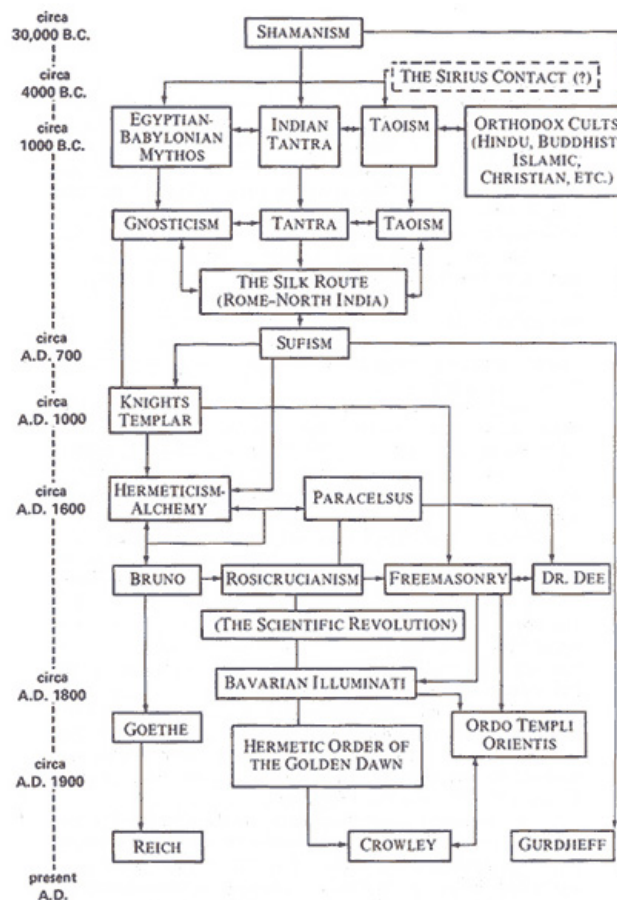 circa
30,000 B.C.
SHAMANISM
circa
4000 B.C.
THE SIRIUS CONTACT (?)
circa
1000 B.C.
EGYPTIAN-
BABYLONIAN
MYTHOS
INDIAN
TANTRA
TAOISM
ORTHODOX CULTS
(HINDU, BUDDHIST
ISLAMIC,
CHRISTIAN, ETC.)
GNOSTICISM
TANTRA
TAOISM
THE SILK ROUTE
(ROME-NORTH INDIA)
circa
A.D. 700
SUFISM
circa
A.D. 1000
KNIGHTS
TEMPLAR
circa
A.D. 1600
HERMETICISM-
ALCHEMY
PARACELSUS
BRUNO
ROSICRUCIANISM
FREEMASONRY
DR. DEE
(THE SCIENTIFIC REVOLUTION)
circa
A.D. 1800
BAVARIAN ILLUMINATI
GOETHE
HERMETIC ORDER OF
THE GOLDEN DAWN
ORDO TEMPLI
ORIENTIS
circa
A.D. 1900
REICH
CROWLEY
GURDJIEFF
present
A.D.